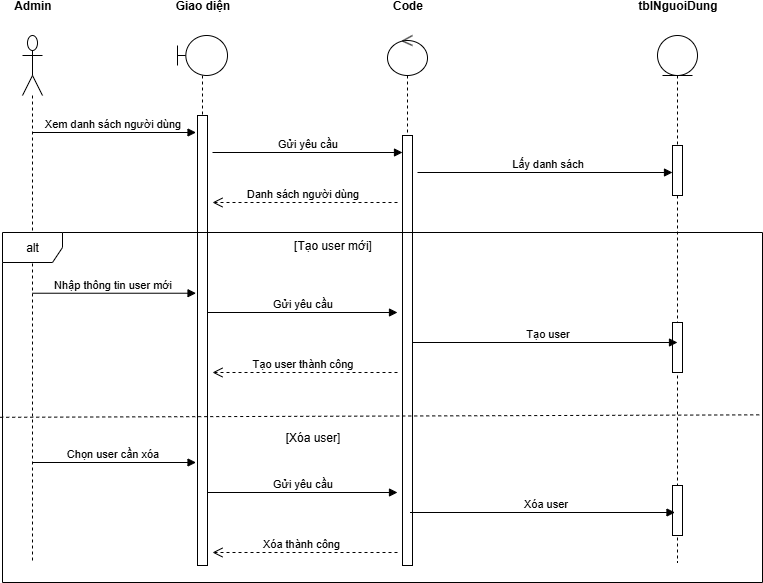 Admin
Giao diện
Code
tblNguoiDung
Xem danh sách người dùng
Gửi yêu cầu
Lấy danh sách
Danh sách người dùng
alt
[Tạo user mới]
Nhập thông tin user mới
Gửi yêu cầu
Tạo user
Tạo user thành công
[Xóa user]
Chọn user cần xóa
Gửi yêu cầu
Xóa user
Xóa thành công